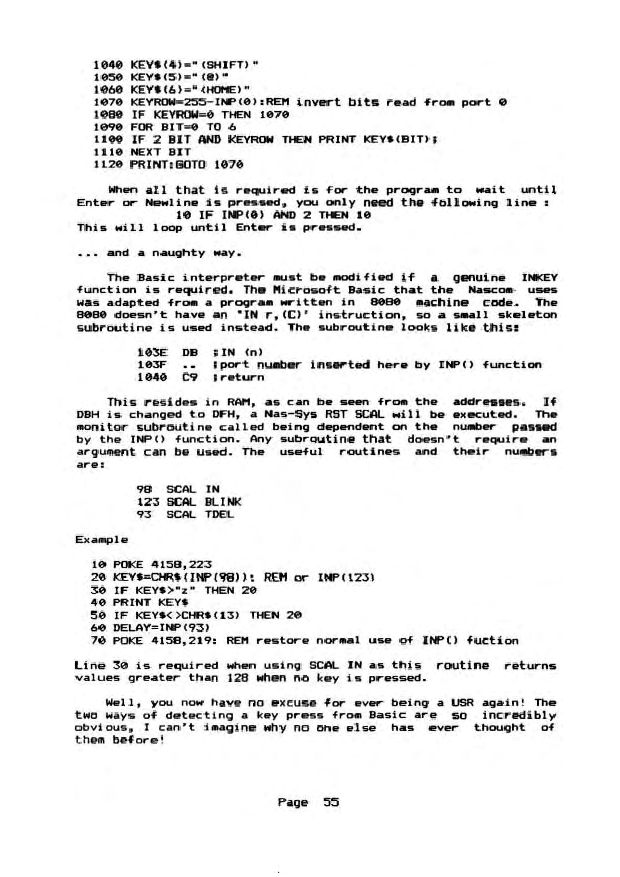 1040 KEY$(4)="(SHIFT)"
1050 KEY$(5)="(@)"
1060 KEY$(6)="(HOME)"
1070 KEYROW=255-INP(0):REM invert bits read from port 0
1080 IF KEYROW=0 THEN 1070
1090 FOR BIT=0 TO 6
1100 IF 2 BIT AND KEYROW THEN PRINT KEY$(BIT);
1110 NEXT BIT
1120 PRINT:GOTO 1070
When all that is required is for the program to wait until
Enter or Newline is pressed, you only need the following line :
10 IF INP(0) AND 2 THEN 10
This will loop until Enter is pressed.
... and a naughty way.
The Basic interpreter must be modified if a genuine INKEY
function is required. The Microsoft Basic that the Nascom uses
was adapted from a program written in 8080 machine code. The
8080 doesn't have an 'IN r,(C)' instruction, so a small skeleton
subroutine is used instead. The subroutine looks like this:
103E DB ;IN (n)
103F .. ;port number inserted here by INP() function
1040 C9 ;return
This resides in RAM, as can be seen from the addresses. If
DBH is changed to DFH, a Nas-Sys RST SCAL will be executed. The
monitor subroutine called being dependent on the number passed
by the INP() function. Any subroutine that doesn't require an
argument can be used. The useful routines and their numbers
are:
98 SCAL IN
123 SCAL BLINK
93 SCAL TDEL
Example
10 POKE 4158,223
20 KEY$=CHR$(INP(98)): REM or INP(123)
30 IF KEY$>"z" THEN 20
40 PRINT KEY$
50 IF KEY$<>CHR$(13) THEN 20
60 DELAY=INP(93)
70 POKE 4158,219: REM restore normal use of INP() fuction
Line 30 is required when using SCAL IN as this routine returns
values greater than 128 when no key is pressed.
Well, you now have no excuse for ever being a USR again! The
two ways of detecting a key press from Basic are so incredibly
obvious, I can't imagine why no one else has ever thought of
them before!
Page 55